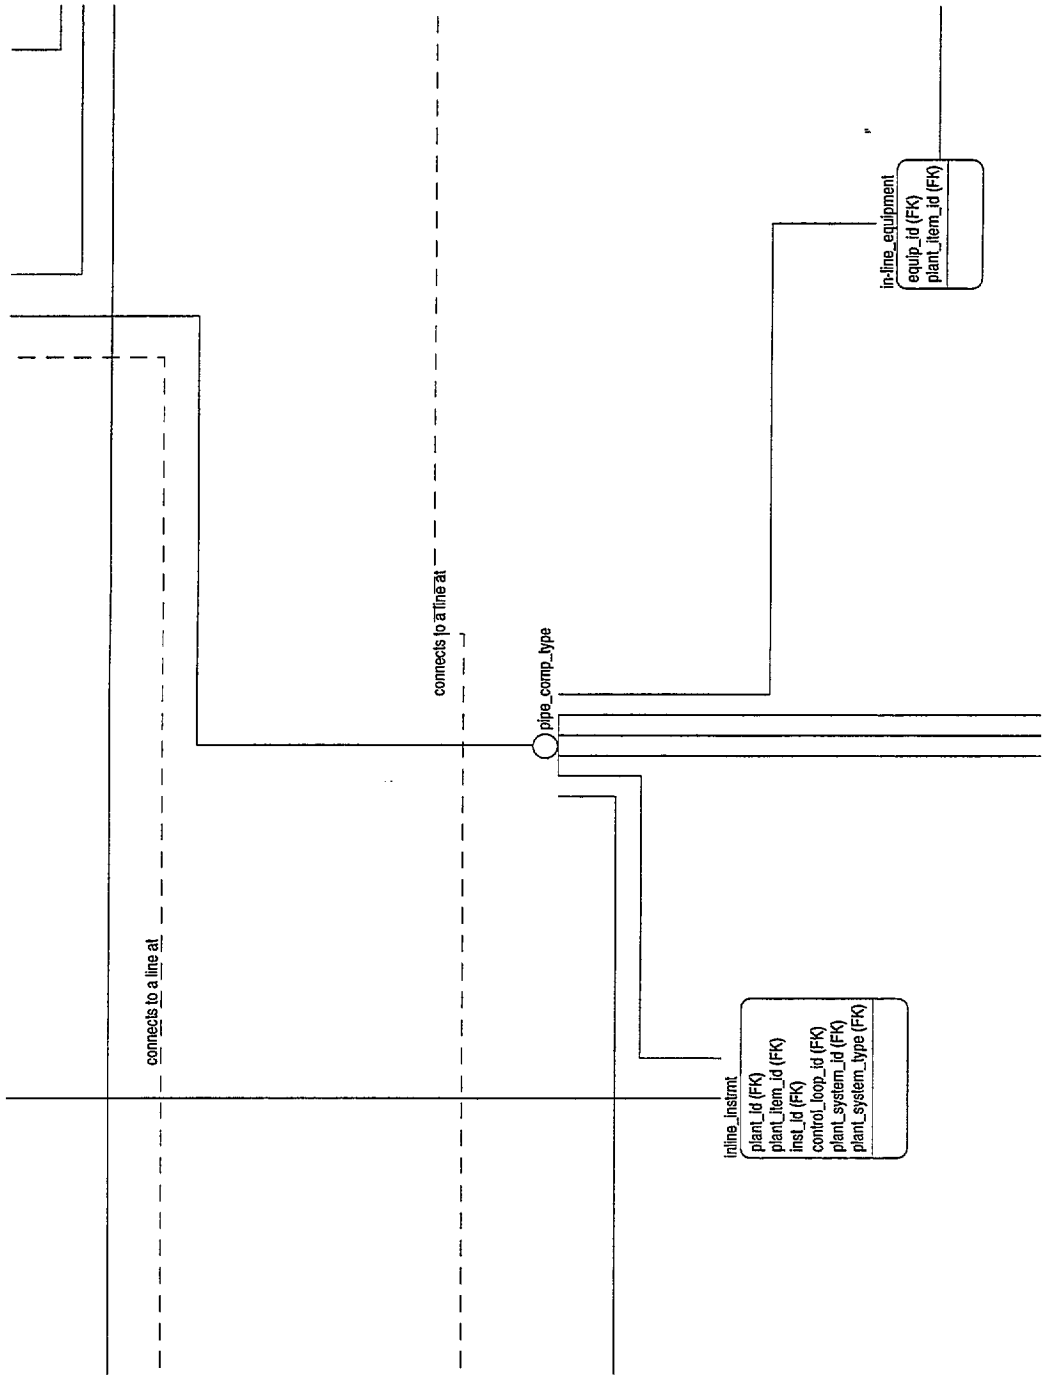 connects to a line at
connects to a line at
pipe_comp_type
in-line_equipment
equip_id (FK)
plant_item_id (FK)
inline_instrmt
plant_id (FK)
plant_item_id (FK)
inst_id (FK)
control_loop_id (FK)
plant_system_id (FK)
plant_system_type (FK)